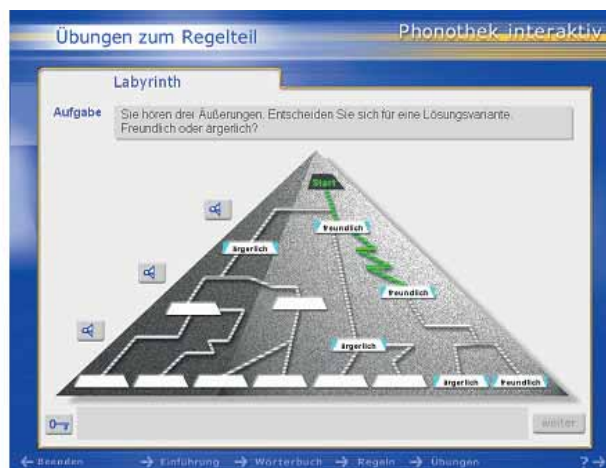 Übungen zum Regelteil
Phonothek interaktiv
Labyrinth
Aufgabe
Sie hören drei Äußerungen. Entscheiden Sie sich für eine Lösungsvariante.
Freundlich oder ärgerlich?
Start
freundlich
ärgerlich
freundlich
ärgerlich
ärgerlich
freundlich
weiter
← Beenden → Einführung → Wörterbuch → Regeln → Übungen ? →